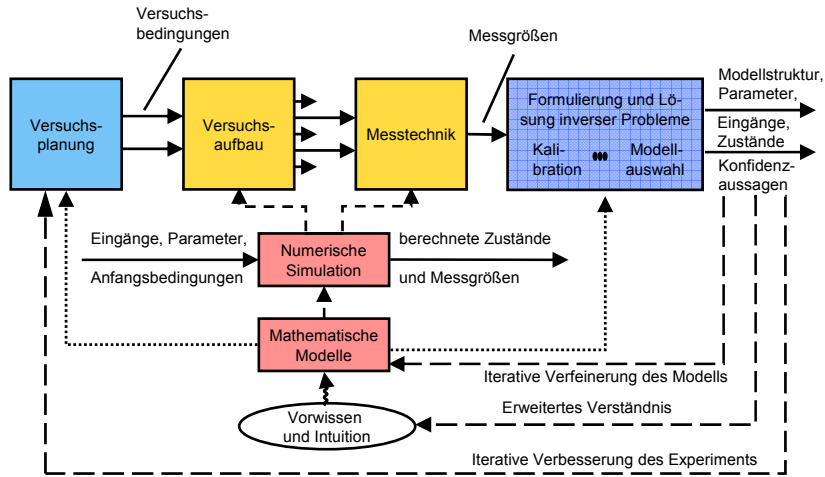 Versuchs-
bedingungen
Messgrößen
Versuchs-
planung
Versuchs-
aufbau
Messtechnik
Formulierung und Lö-
sung inverser Probleme
Kali-
bration
Modell-
auswahl
Modellstruktur,
Parameter,
Eingänge,
Zustände
Konfidenz-
aussagen
Eingänge, Parameter,
Anfangsbedingungen
Numerische
Simulation
berechnete Zustände
und Messgrößen
Mathematische
Modelle
Iterative Verfeinerung des Modells
Vorwissen
und Intuition
Erweitertes Verständnis
Iterative Verbesserung des Experiments